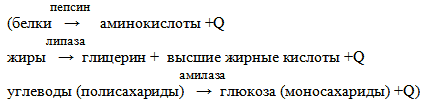 пепсин
(белки → аминокислоты +Q
липаза
жиры → глицерин + высшие жирные кислоты +Q
амилаза
углеводы (полисахариды) → глюкоза (моносахариды) +Q)